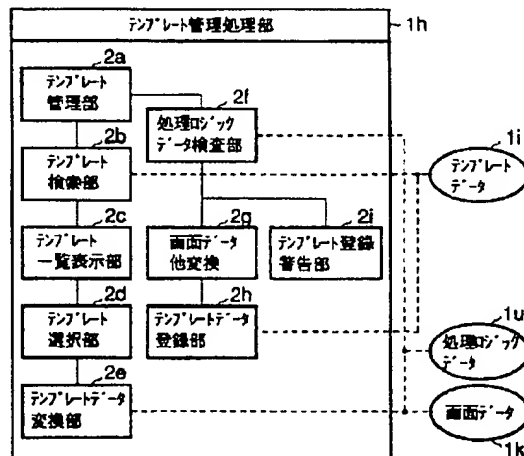 テンプレート管理処理部
1h
2a
テンプレート
管理部
2f
処理ロジック
データ検査部
2b
テンプレート
検索部
1i
テンプレート
データ
2c
テンプレート
一覧表示部
2g
画面データ
他変換
2i
テンプレート登録
警告部
2d
テンプレート
選択部
2h
テンプレートデータ
登録部
1u
処理ロジック
データ
2e
テンプレートデータ
変換部
画面データ
1k